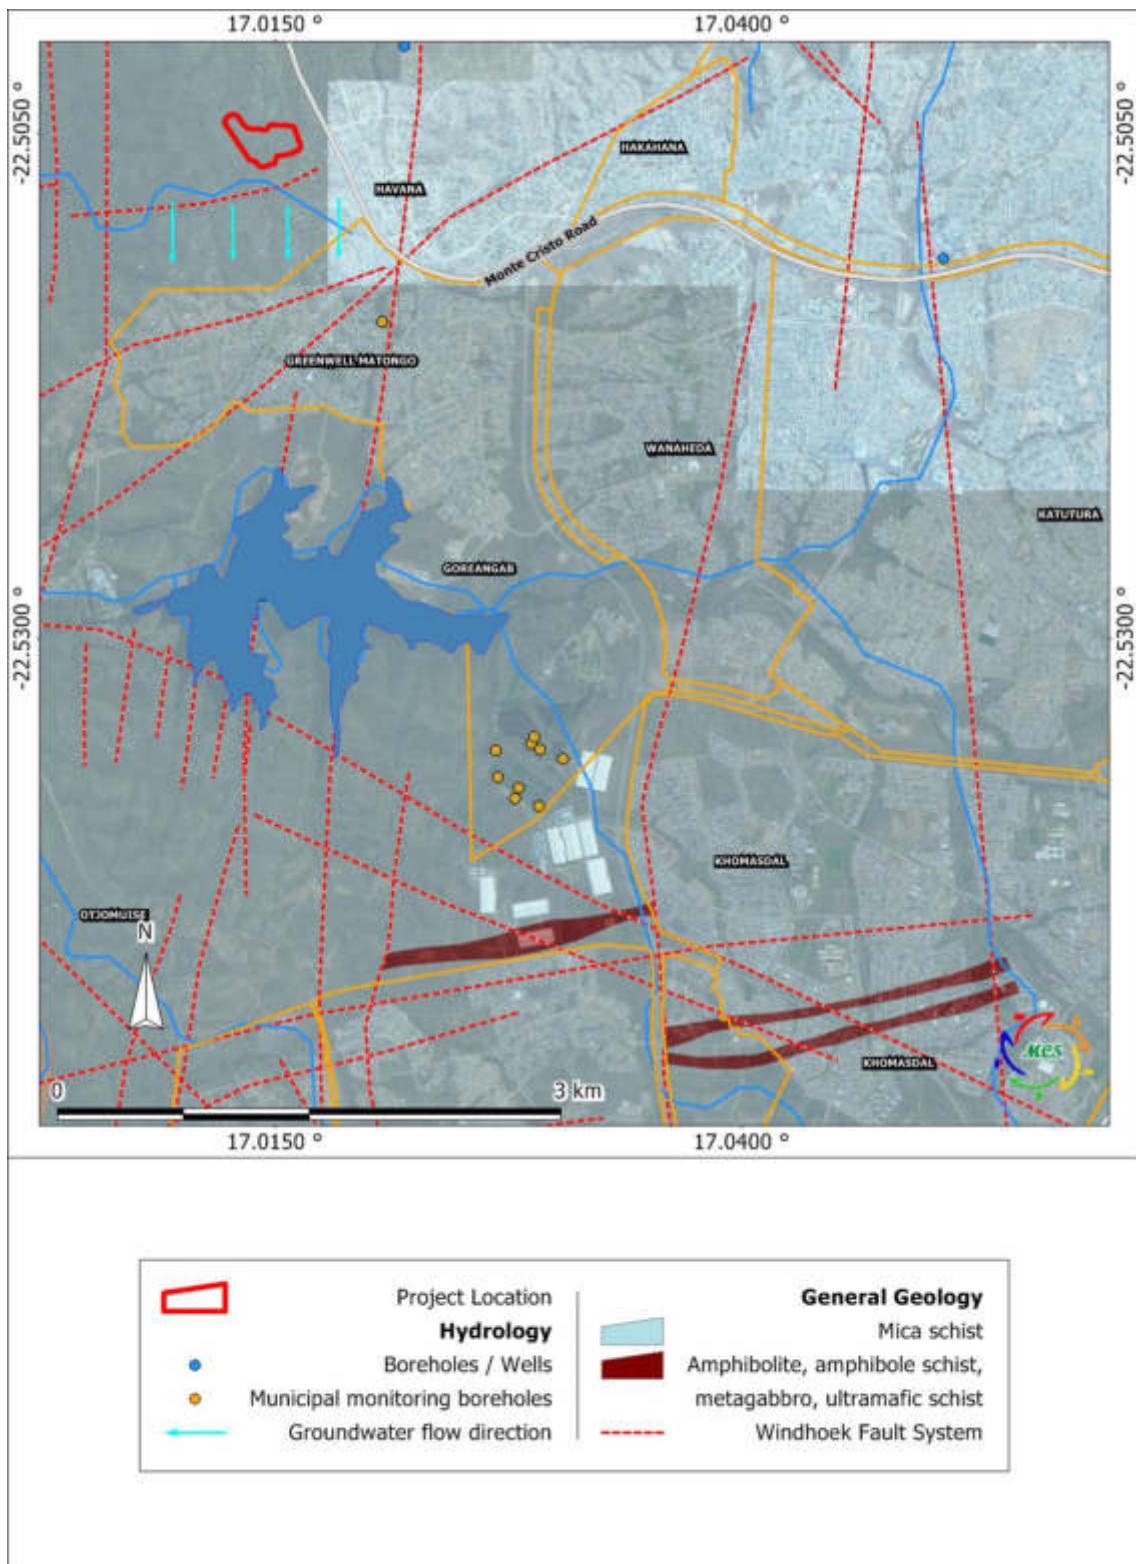 17.0150 °
17.0400 °
-22.5050 °
-22.5050 °
HAKAHANA
HAVANA
Monte Cristo Road
GREENWELL MATONGO
WANAHEDA
KATUTURA
GOREANGAB
-22.5300 °
-22.5300 °
KHOMASDAL
OTJOMUISE
N
MCS
KHOMASDAL
0
3 km
17.0150 °
17.0400 °
Project Location
Hydrology
Boreholes / Wells
Municipal monitoring boreholes
Groundwater flow direction
General Geology
Mica schist
Amphibolite, amphibole schist,
metagabbro, ultramafic schist
Windhoek Fault System